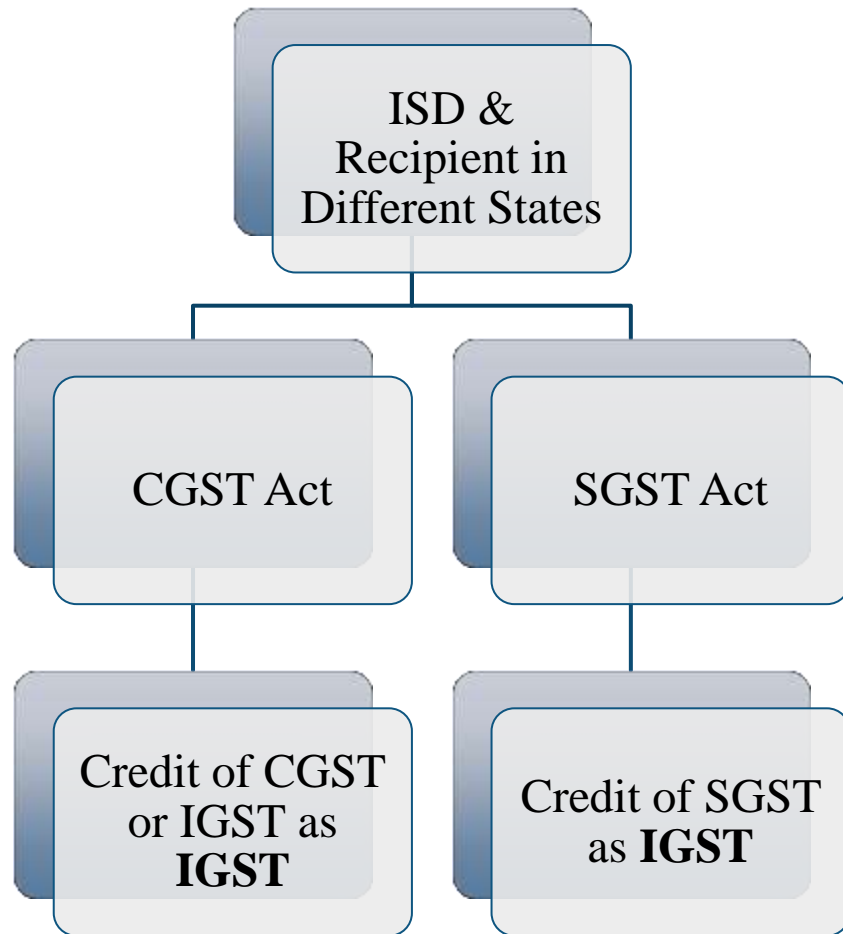 ISD &
Recipient in
Different States
CGST Act
SGST Act
Credit of CGST
or IGST as
IGST
Credit of SGST
as IGST